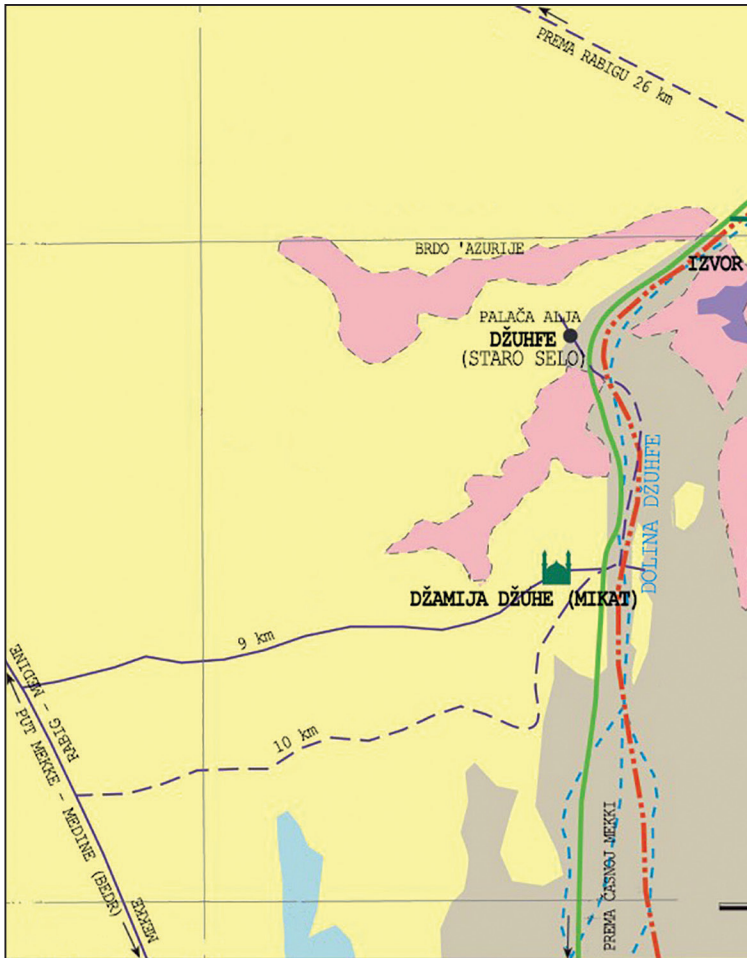 PREMA RABIGU 26 km
BRDO 'AZURIJE
IZVOR
PALAČA ALJA
DŽUHFE
(STARO SELO)
DOLINA DŽUHFE
DŽAMIJA DŽUHE (MIKAT)
9 km
RABIG - MEDINE
10 km
PUT MEKKE - MEDINE (BEDR)
MEKKE
PREMA ČASNOJ MEKKI